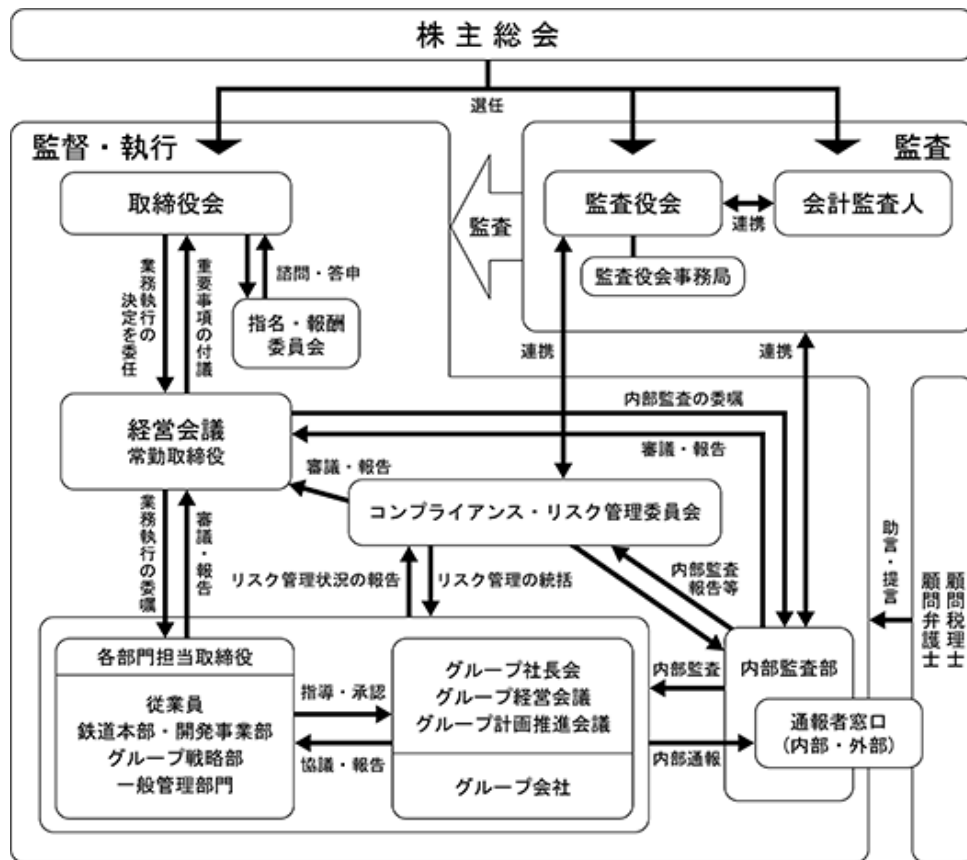 株主総会
選任
監督・執行
監査
取締役会
監査役会
連携
会計監査人
監査
監査役会事務局
業務執行の
決定を委任
重要事項の付議
諮問・答申
指名・報酬
委員会
連携
連携
経営会議
常勤取締役
内部監査の委嘱
審議・報告
審議・報告
コンプライアンス・リスク管理委員会
業務執行の委嘱
審議・報告
リスク管理状況の報告
リスク管理の統括
内部監査
報告等
助言・提言
顧問税理士
顧問弁護士
各部門担当取締役
従業員
鉄道本部・開発事業部
グループ戦略部
一般管理部門
指導・承認
協議・報告
グループ社長会
グループ経営会議
グループ計画推進会議
グループ会社
内部監査
内部通報
内部監査部
通報者窓口
（内部・外部）